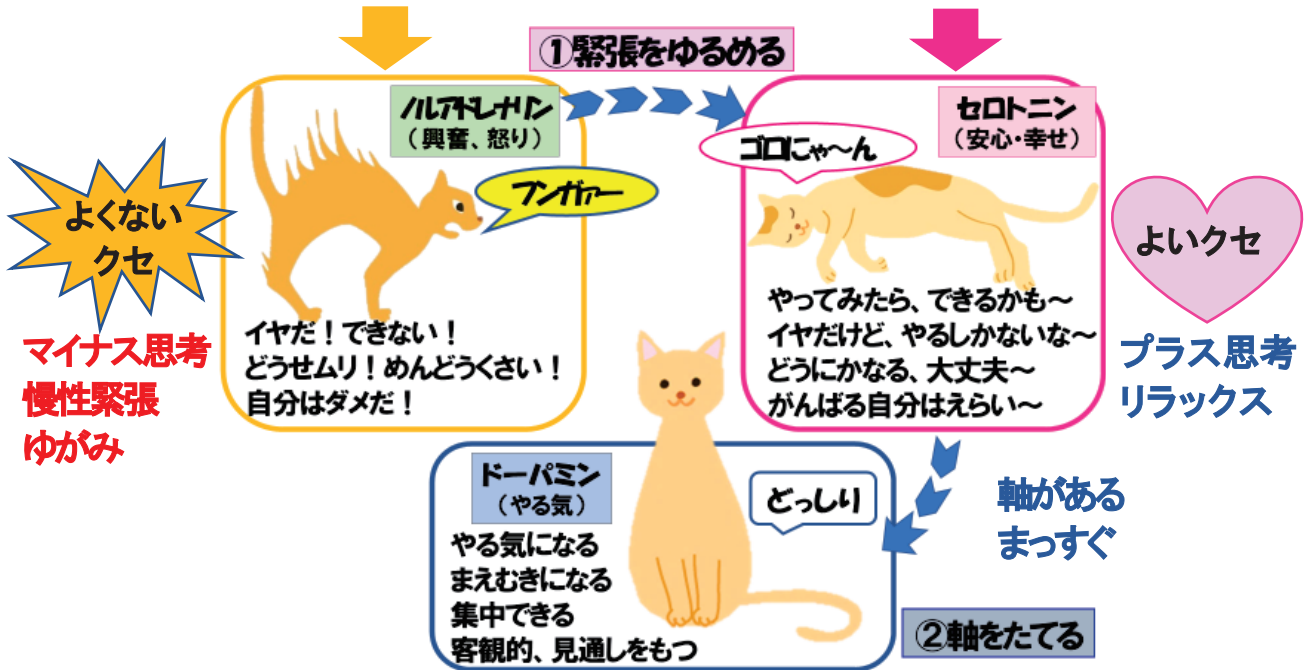 ①緊張をゆるめる
ノルアドレナリン
（興奮、怒り）
フンガァー
よくない
クセ
マイナス思考
慢性緊張
ゆがみ
イヤだ！できない！
どうせムリ！めんどうくさい！
自分はダメだ！
セロトニン
（安心・幸せ）
ゴロにゃ～ん
やってみたら、できるかも～
イヤだけど、やるしかないな～
どうにかなる、大丈夫～
がんばる自分はえらい～
よいクセ
プラス思考
リラックス
ドーパミン
（やる気）
どっしり
やる気になる
まえむきになる
集中できる
客観的、見通しをもつ
軸がある
まっすぐ
②軸をたてる